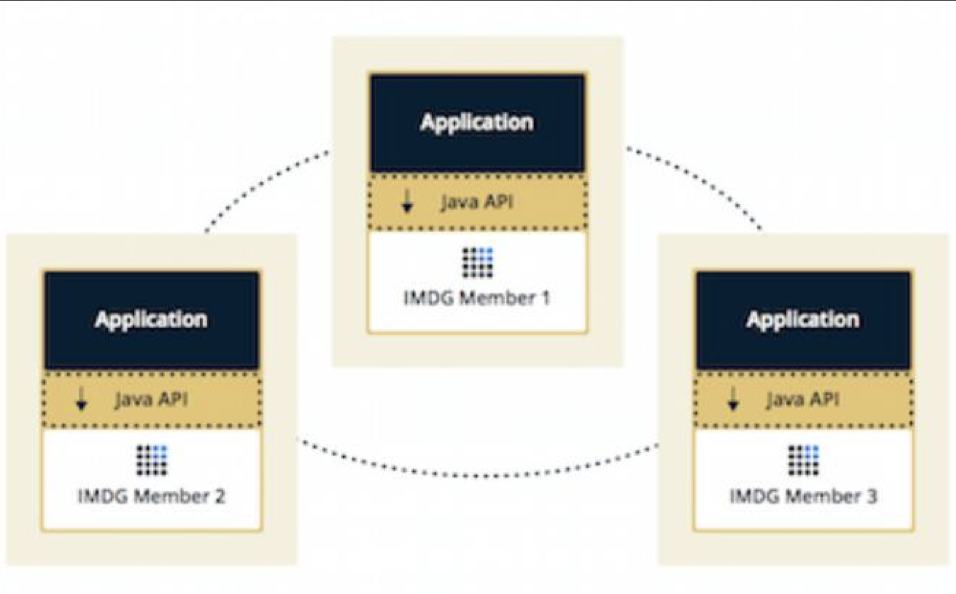 Application
Java API
IMDG Member 1
Application
Java API
IMDG Member 2
Application
Java API
IMDG Member 3